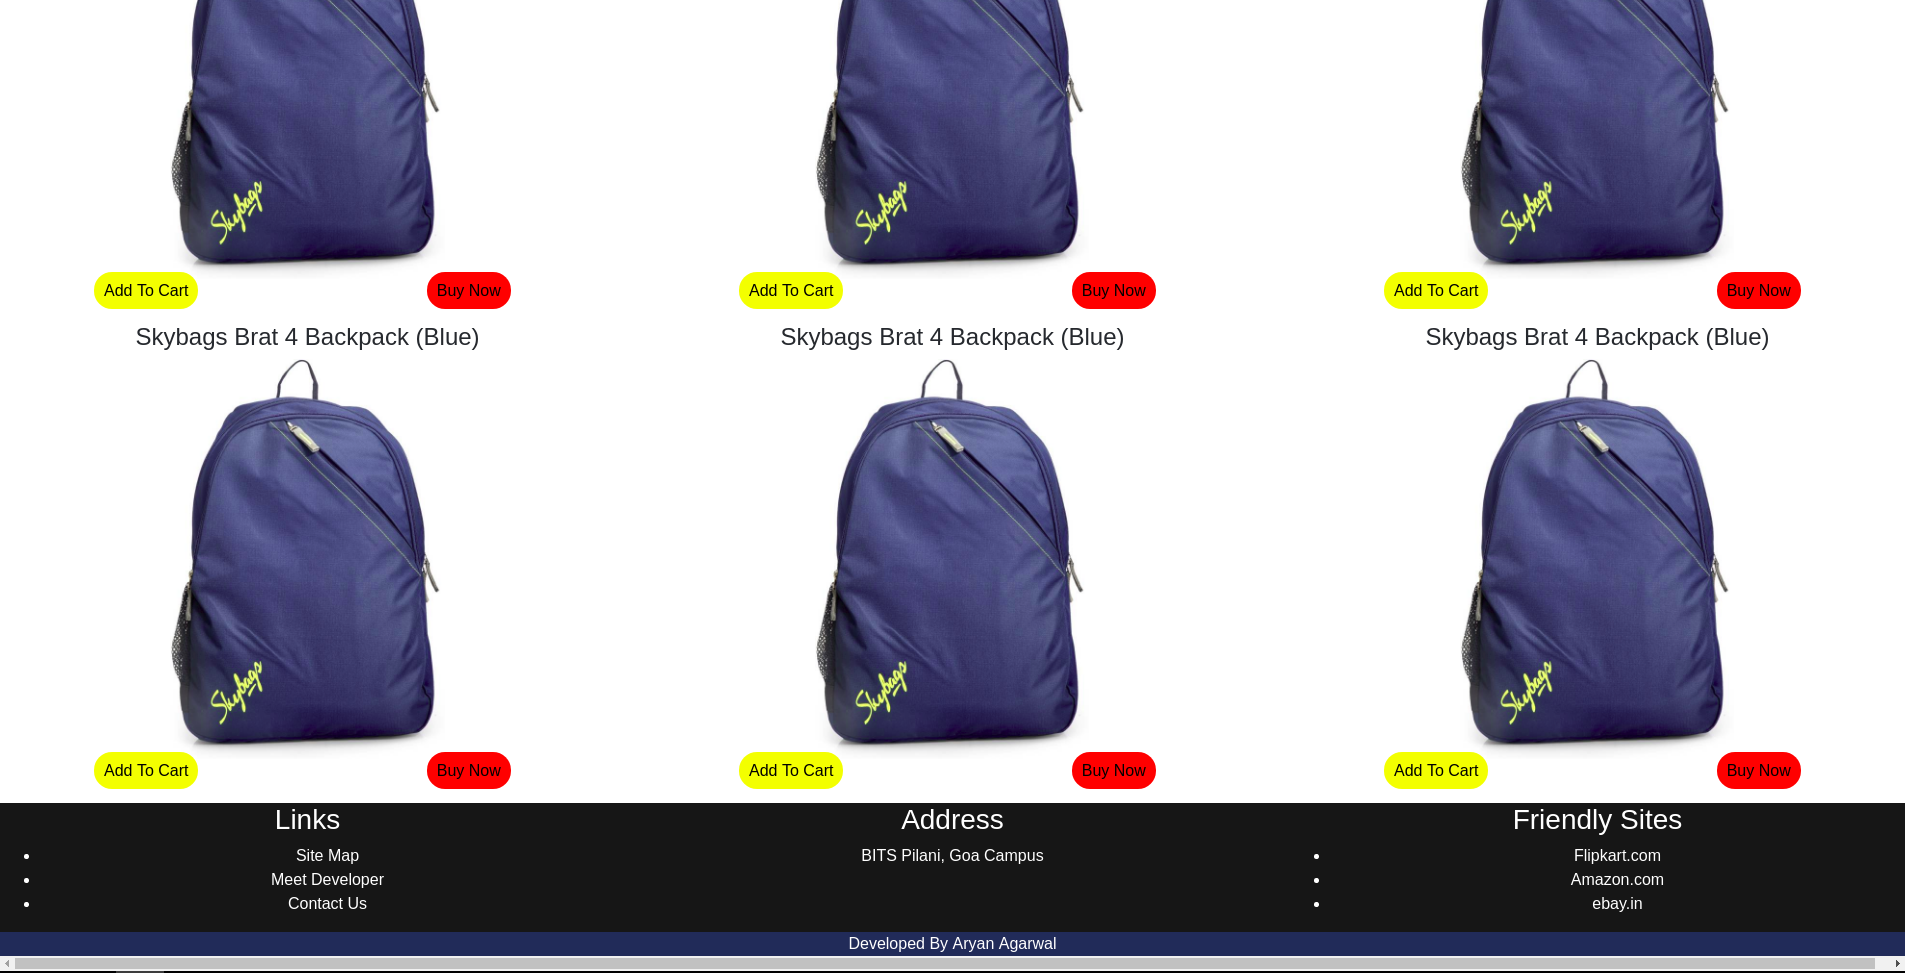 Skybags Skybags Skybags
Add To Cart Buy Now Add To Cart Buy Now Add To Cart Buy Now
Skybags Brat 4 Backpack (Blue) Skybags Brat 4 Backpack (Blue) Skybags Brat 4 Backpack (Blue)
Skybags Skybags Skybags
Add To Cart Buy Now Add To Cart Buy Now Add To Cart Buy Now
Links Address Friendly Sites
Site Map BITS Pilani, Goa Campus Flipkart.com
Meet Developer Amazon.com
Contact Us ebay.in
Developed By Aryan Agarwal